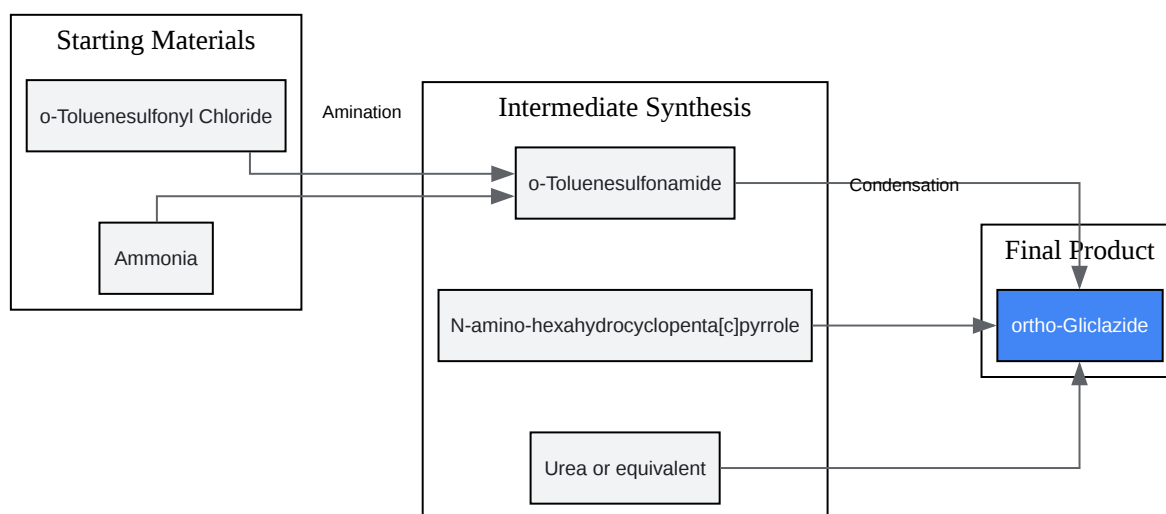 Starting Materials
o-Toluenesulfonyl Chloride
Ammonia
Amination
Intermediate Synthesis
o-Toluenesulfonamide
N-amino-hexahydrocyclopenta[c]pyrrole
Urea or equivalent
Condensation
Final Product
ortho-Gliclazide